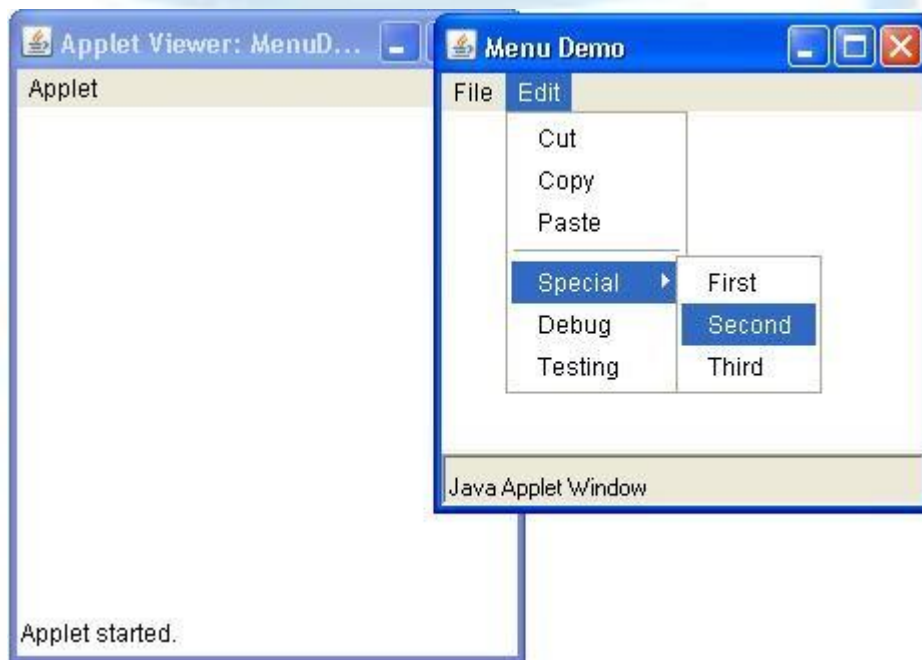 Applet Viewer: MenuD...
Applet
Applet started.
Menu Demo
File Edit
Cut
Copy
Paste
Special
Debug
Testing
First
Second
Third
Java Applet Window